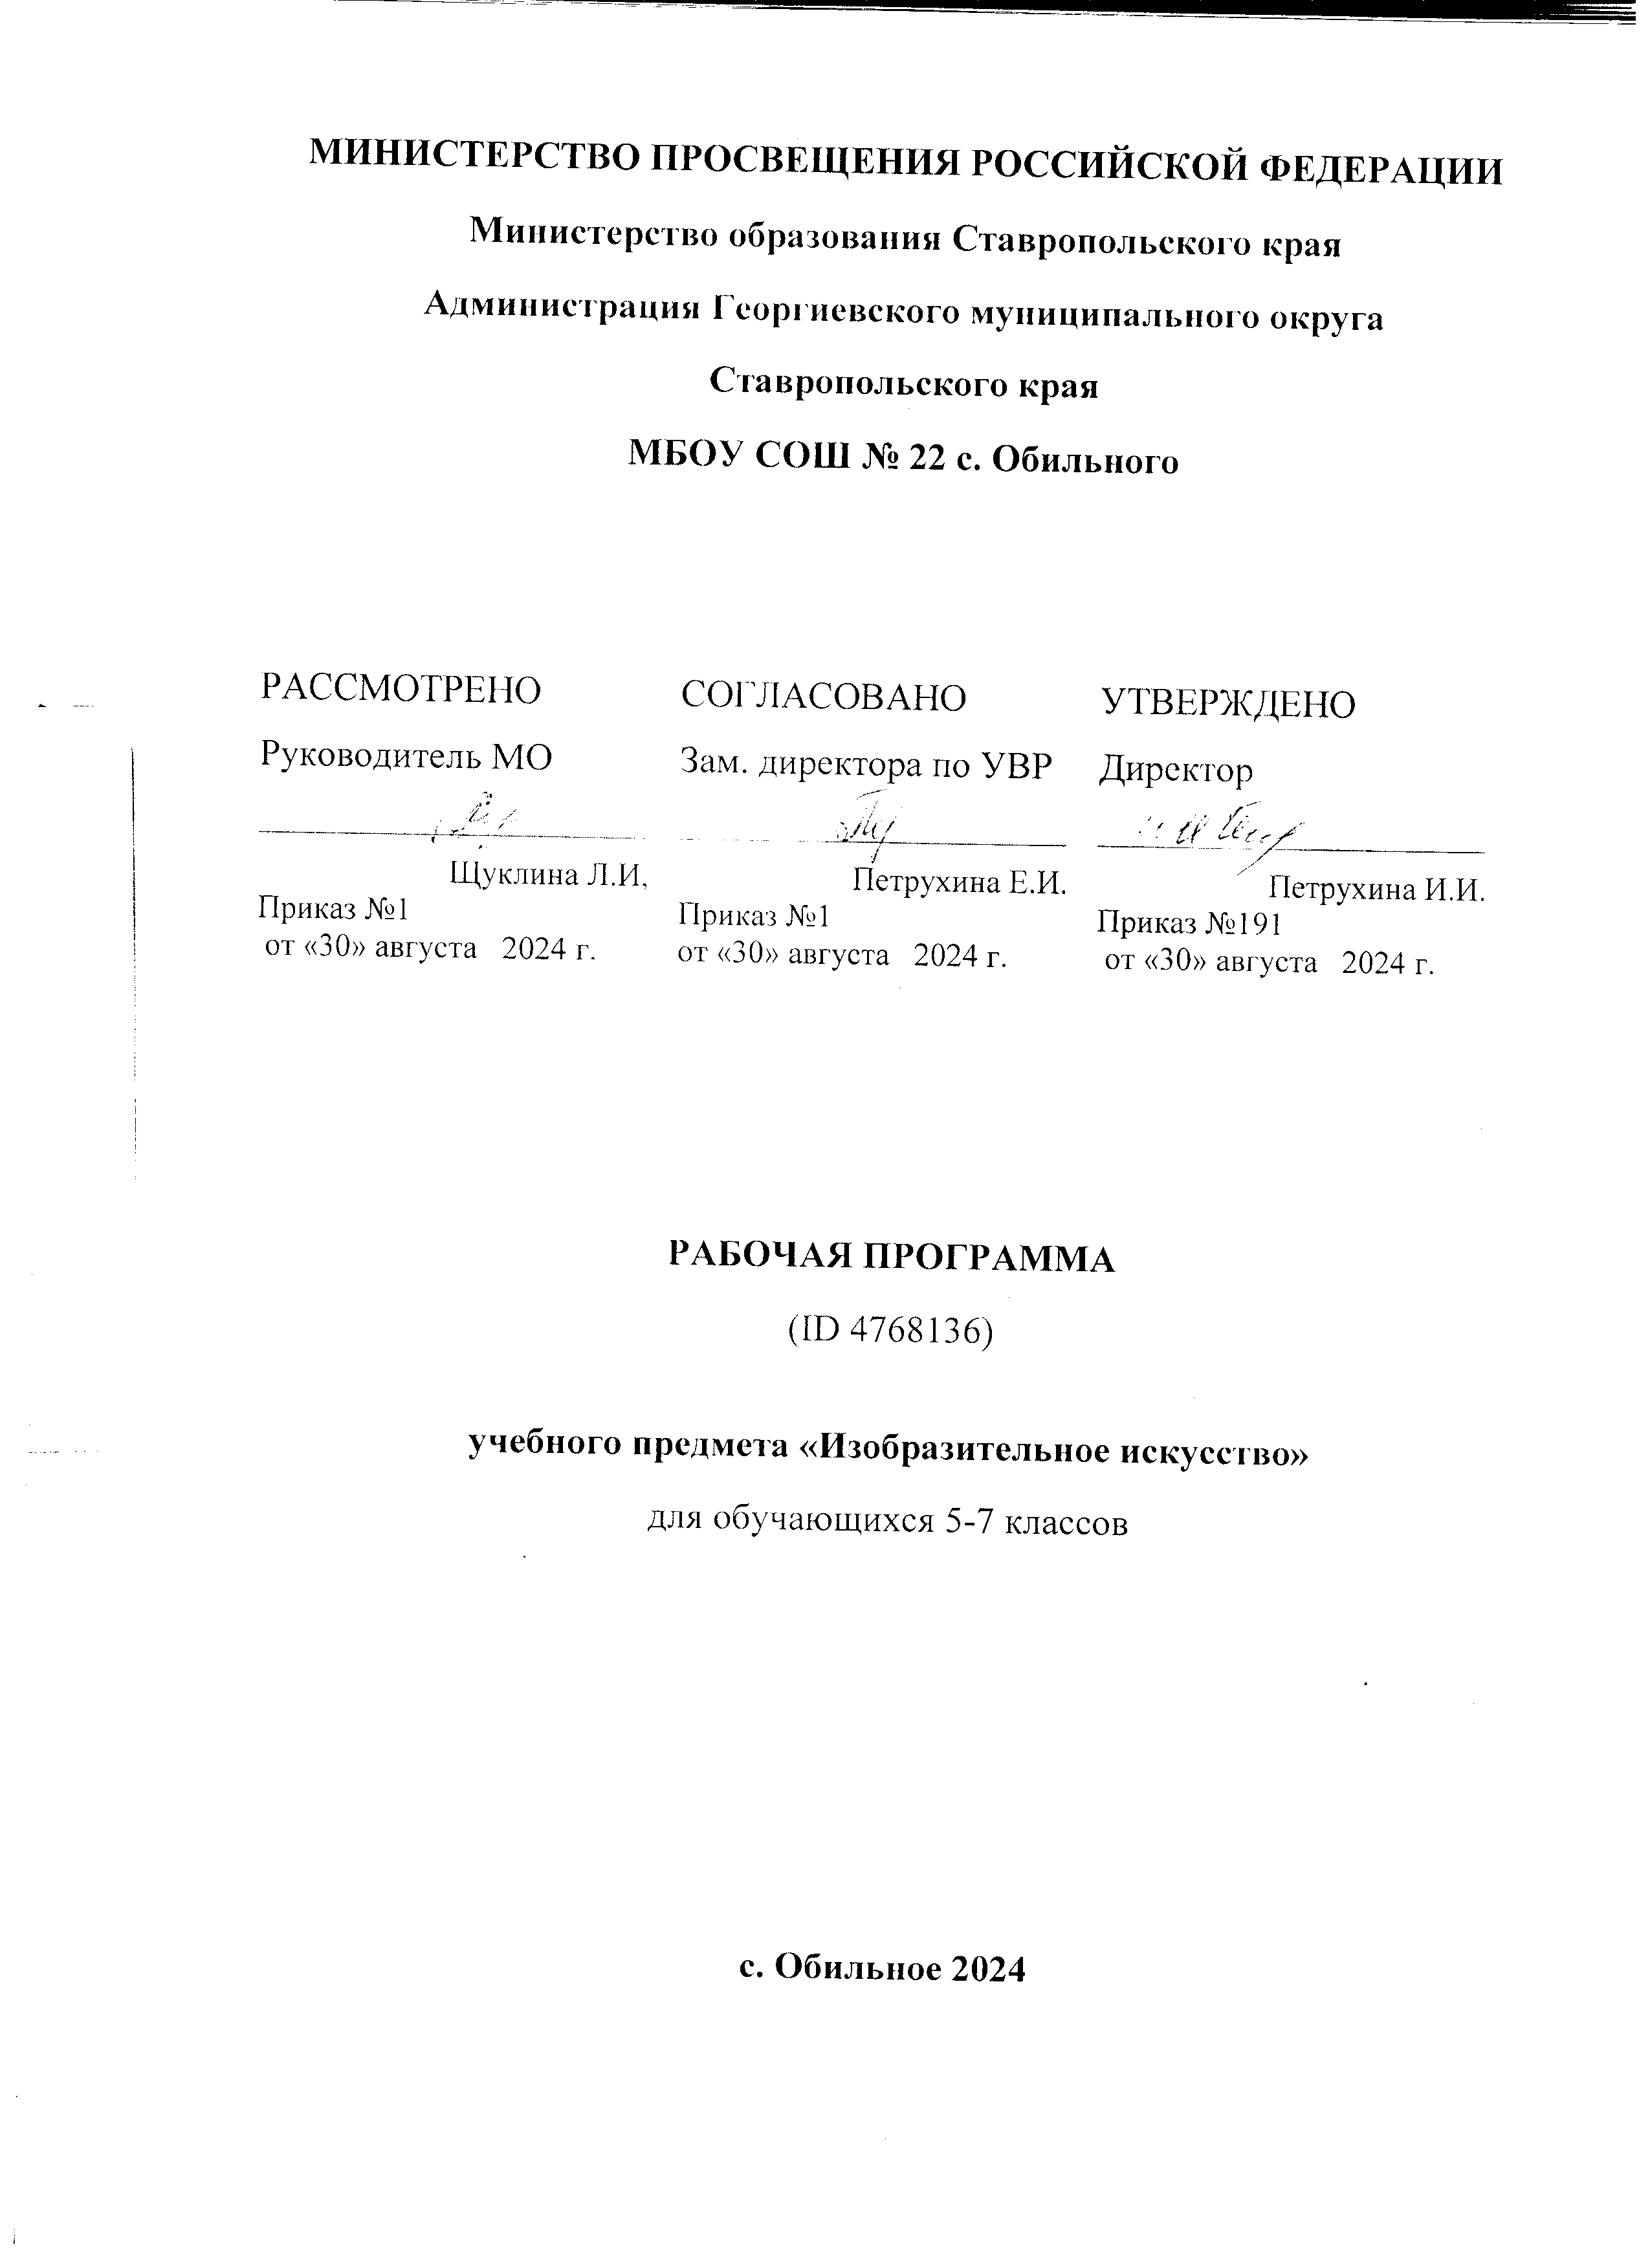 МИНИСТЕРСТВО ПРОСВЕЩЕНИЯ РОССИЙСКОЙ ФЕДЕРАЦИИ
Министерство образования Ставропольского края
Администрация Георгиевского муниципального округа
Ставропольского края
МБОУ СОШ № 22 с. Обильного
РАССМОТРЕНО
Руководитель МО
Щуклина Л.И.
Приказ №1
от «30» августа 2024 г.
СОГЛАСОВАНО
Зам. директора по УВР
Петрухина Е.И.
Приказ №1
от «30» августа 2024 г.
УТВЕРЖДЕНО
Директор
Петрухина И.И.
Приказ №191
от «30» августа 2024 г.
РАБОЧАЯ ПРОГРАММА
(ID 4768136)
учебного предмета «Изобразительное искусство»
для обучающихся 5-7 классов
с. Обильное 2024